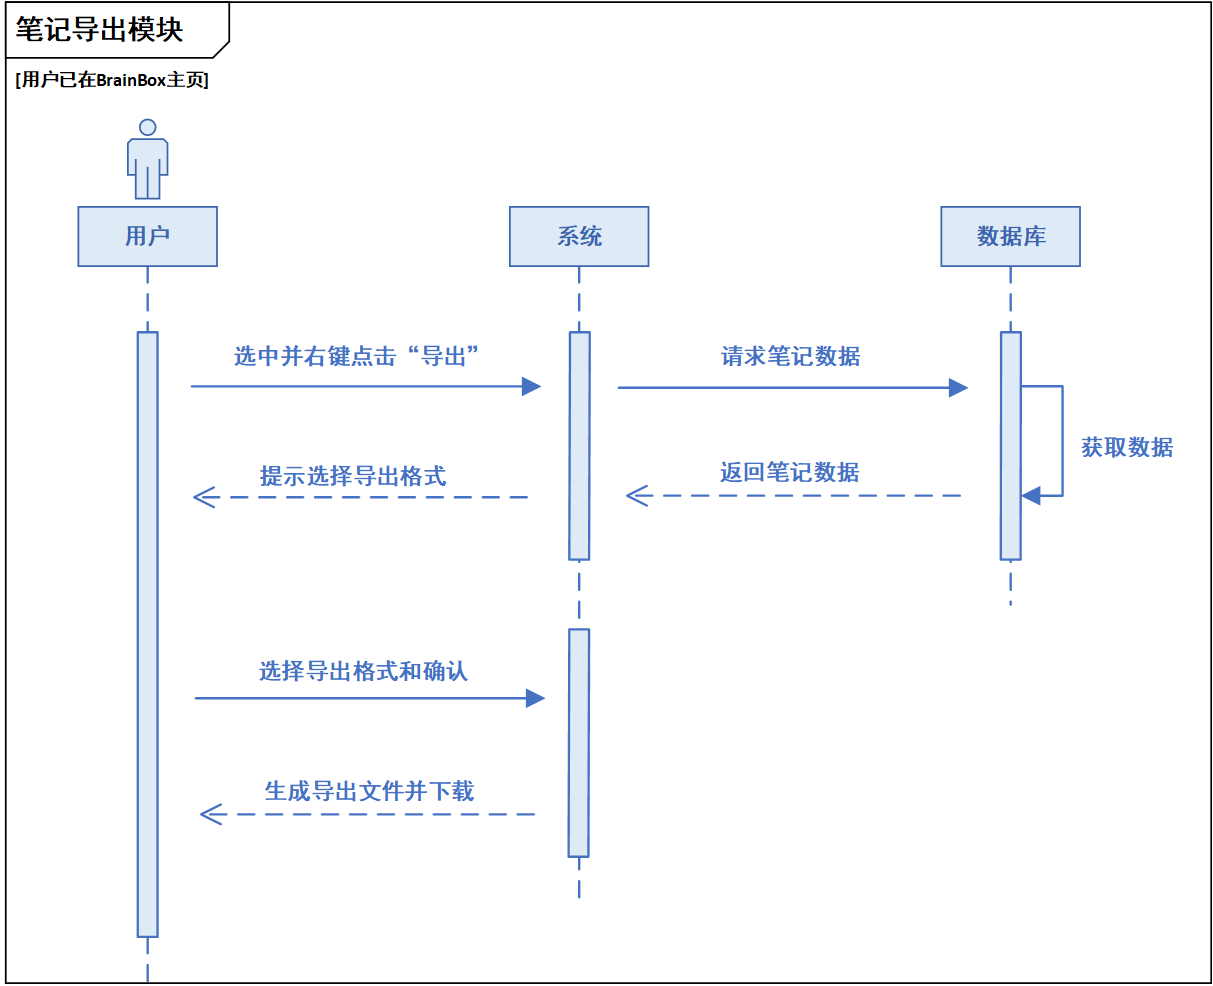 笔记导出模块
[用户已在BrainBox主页]
用户
系统
数据库
选中并右键点击“导出”
请求笔记数据
获取数据
提示选择导出格式
返回笔记数据
选择导出格式和确认
生成导出文件并下载